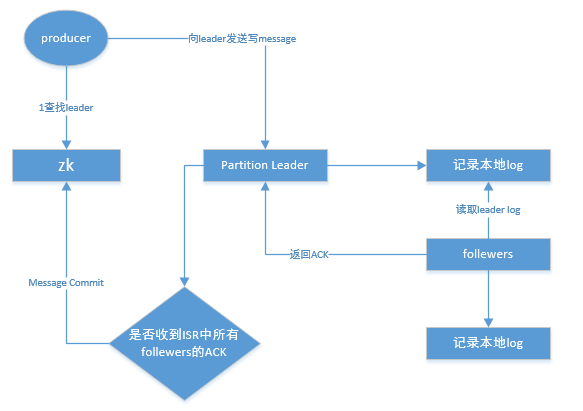 producer
向leader发送写message
1查找leader
zk
Partition Leader
记录本地log
读取leader log
follewers
返回ACK
Message Commit
是否收到ISR中所有
follewers的ACK
记录本地log